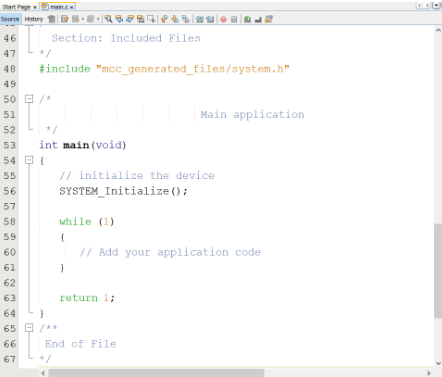 Start Page
main.c
Source History
46 Section: Included Files
47 */
48 #include "mcc_generated_files/system.h"
49
50 /*
51 Main application
52 */
53 int main(void)
54 {
55 // initialize the device
56 SYSTEM_Initialize();
57
58 while (1)
59 {
60 // Add your application code
61 }
62
63 return 1;
64 }
65 /**
66 End of File
67 */